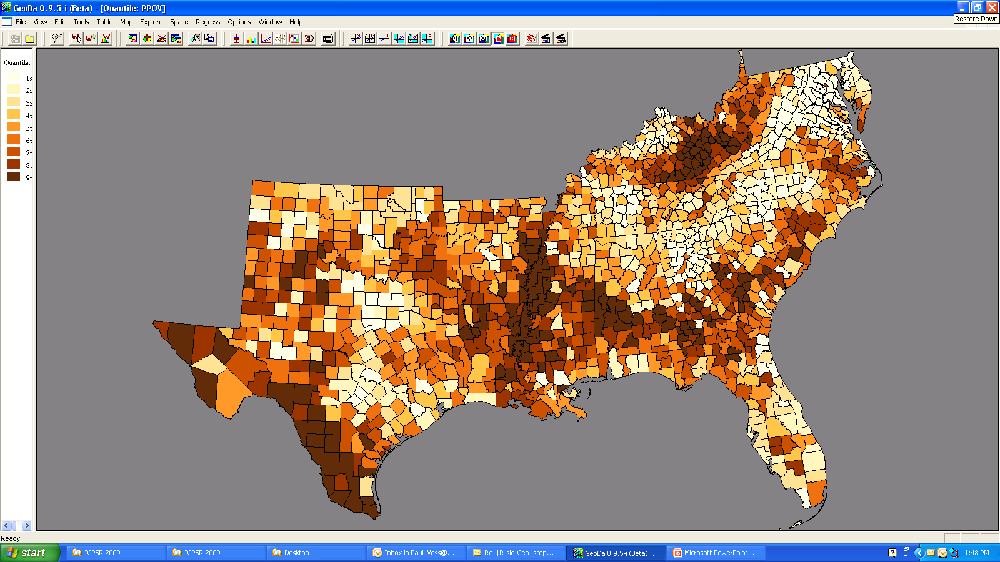 GeoDa 0.9.5-i (Beta) - [Quantile: PPOV]
File View Edit Tools Table Map Explore Space Regress Options Window Help
Restore Down
3D
Quantile:
1s
2r
3r
4t
5t
6t
7t
8t
9t
Ready
start
ICPSR 2009
ICPSR 2009
Desktop
Inbox in Paul_Voss@...
Re: [R-sig-Geo] step...
GeoDa 0.9.5-i (Beta) ...
Microsoft PowerPoint ...
1:48 PM